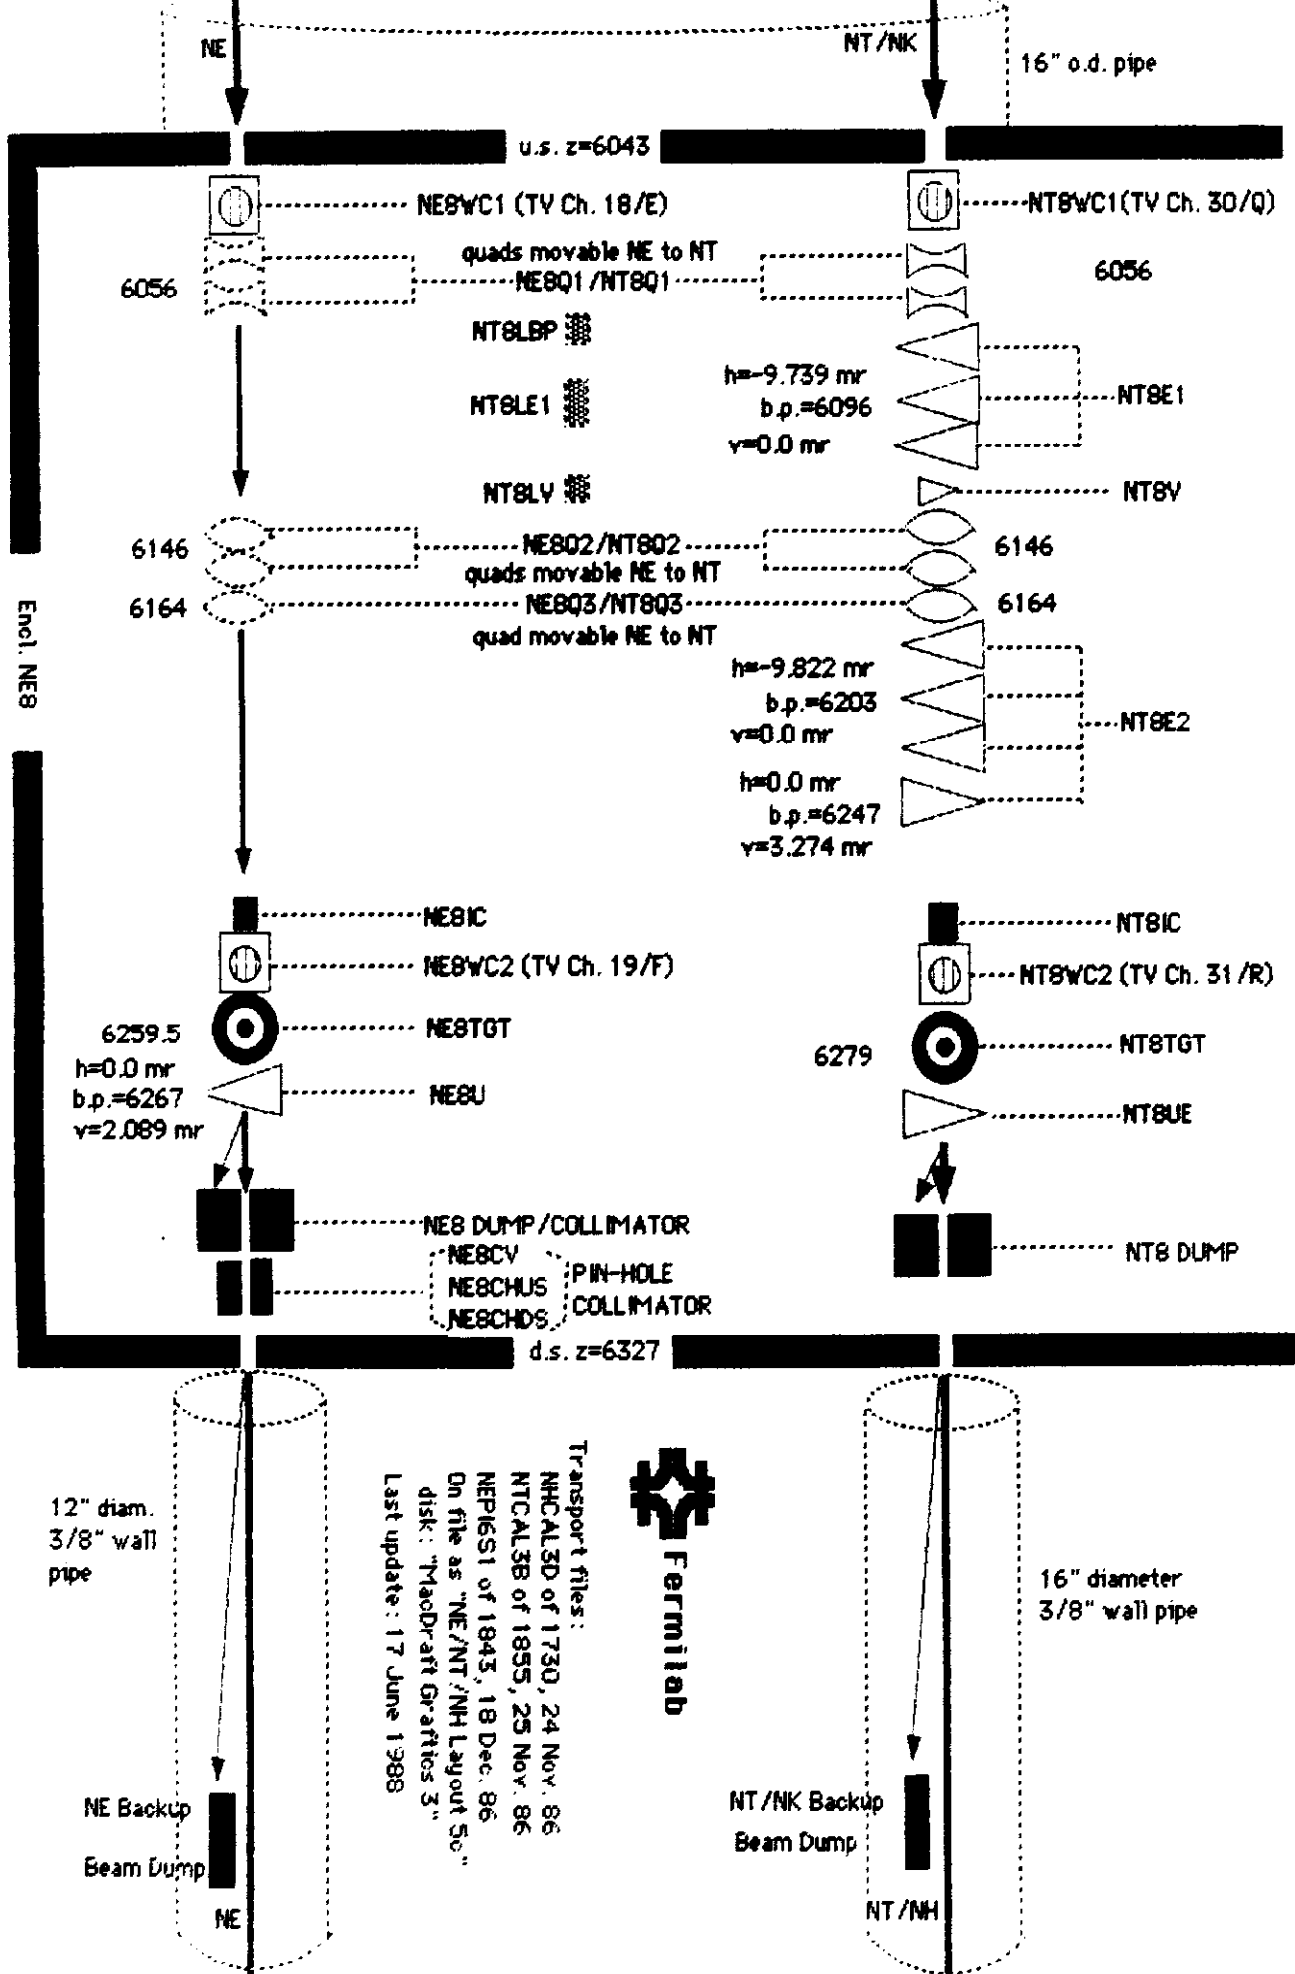 NE
NT/NK
16" o.d. pipe
u.s. z=6043
NE8WC1 (TV Ch. 18/E)
NT8WC1(TV Ch. 30/Q)
quads movable NE to NT
6056
NE8Q1/NT8Q1
6056
NT8LBP
h=-9.739 mr
b.p.=6096
v=0.0 mr
NT8E1
NT8LE1
NT8LV
NT8V
6146
NE8Q2/NT8Q2
6146
quads movable NE to NT
6164
NE8Q3/NT8Q3
6164
quad movable NE to NT
Encl. NE8
h=-9.822 mr
b.p.=6203
v=0.0 mr
NT8E2
h=0.0 mr
b.p.=6247
v=3.274 mr
NE8IC
NT8IC
NE8WC2 (TV Ch. 19/F)
NT8WC2 (TV Ch. 31/R)
6259.5
NE8TGT
6279
NT8TGT
h=0.0 mr
b.p.=6267
v=2.089 mr
NE8U
NT8UE
NE8 DUMP/COLLIMATOR
NT8 DUMP
NE8CV
NE8CHUS
NE8CHDS
PIN-HOLE
COLLIMATOR
d.s. z=6327
12" diam.
3/8" wall
pipe
Transport files:
NHCAL3D of 1730, 24 Nov. 86
NTCAL3B of 1855, 25 Nov. 86
NEPI6S1 of 1843, 18 Dec. 86
On file as "NE/NT/NH Layout 5c"
disk: "MacDraft Graftios 3"
Last update: 17 June 1988
Fermilab
16" diameter
3/8" wall pipe
NE Backup
Beam Dump
NE
NT/NK Backup
Beam Dump
NT/NH